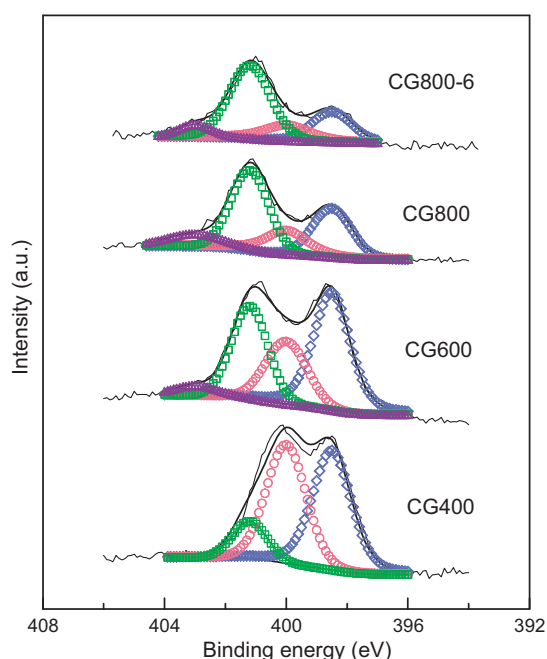 CG800-6
CG800
CG600
CG400
Intensity (a.u.)
408 404 400 396 392
Binding energy (eV)